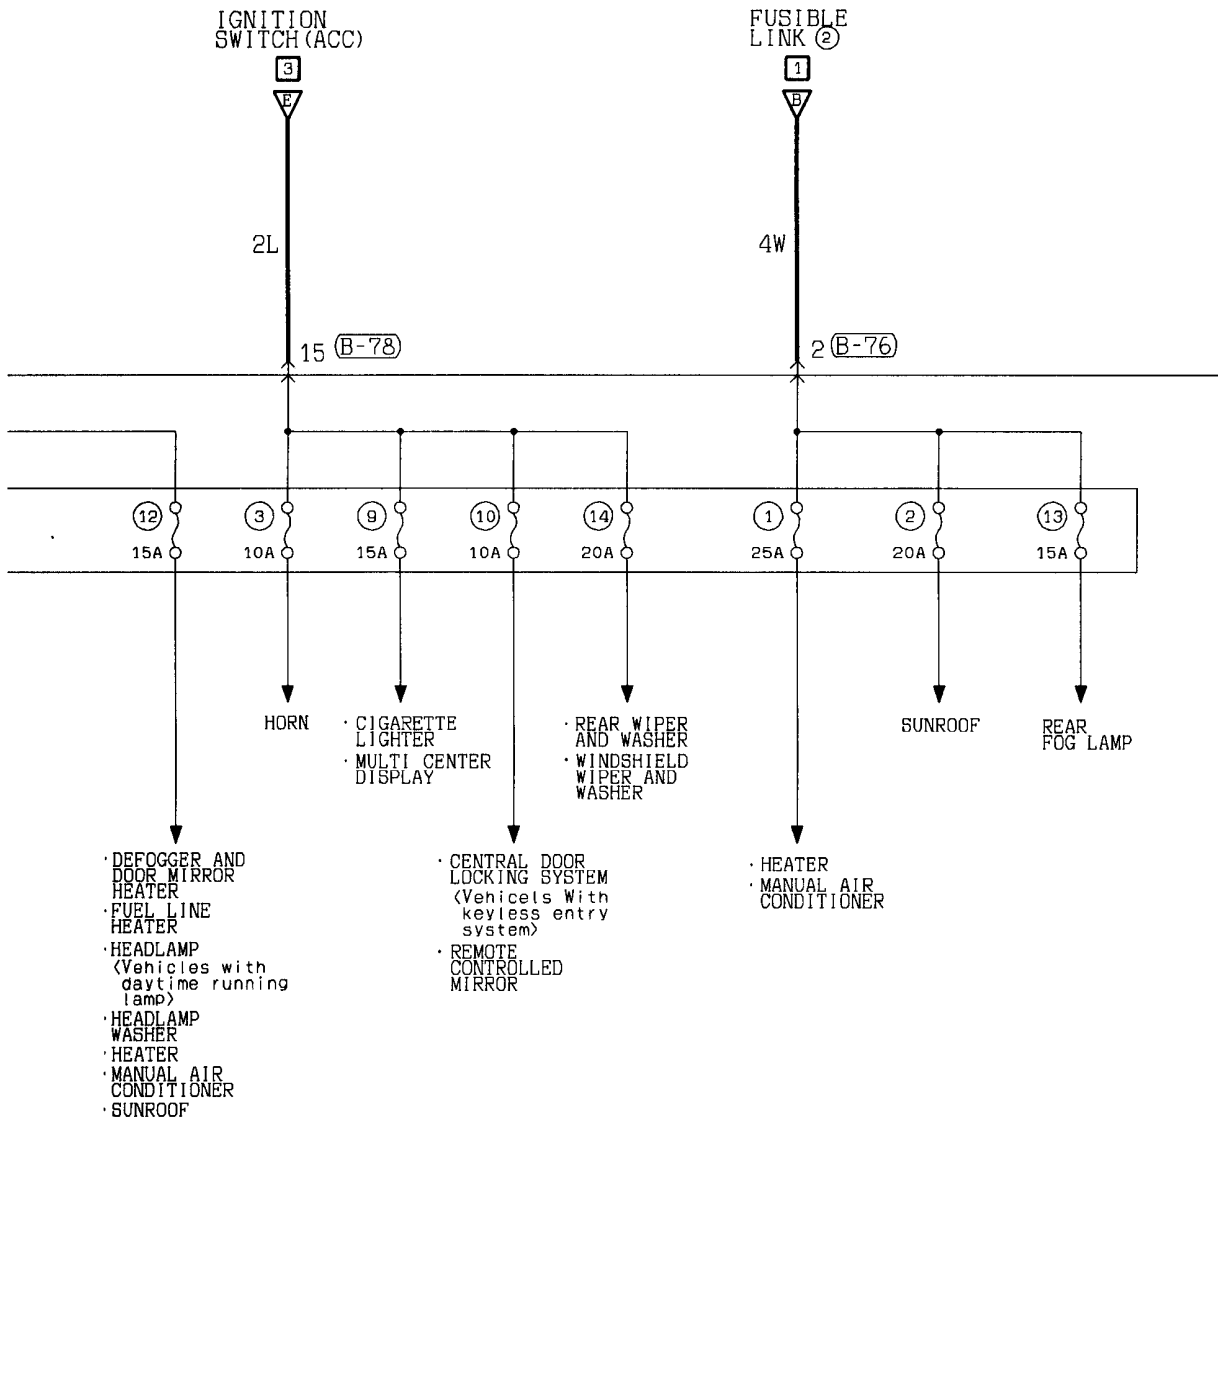 IGNITION
SWITCH(ACC)
3
E
2L
15 B-78
FUSIBLE
LINK 2
1
B
4W
2 B-76
12
15A
3
10A
9
15A
10
10A
14
20A
1
25A
2
20A
13
15A
HORN
· CIGARETTE
LIGHTER
· MULTI CENTER
DISPLAY
· REAR WIPER
AND WASHER
· WINDSHIELD
WIPER AND
WASHER
SUNROOF
REAR
FOG LAMP
· DEFOGGER AND
DOOR MIRROR
HEATER
· FUEL LINE
HEATER
· HEADLAMP
<Vehicles with
daytime running
lamp>
· HEADLAMP
WASHER
· HEATER
· MANUAL AIR
CONDITIONER
· SUNROOF
· CENTRAL DOOR
LOCKING SYSTEM
<Vehicels With
keyless entry
system>
· REMOTE
CONTROLLED
MIRROR
· HEATER
· MANUAL AIR
CONDITIONER